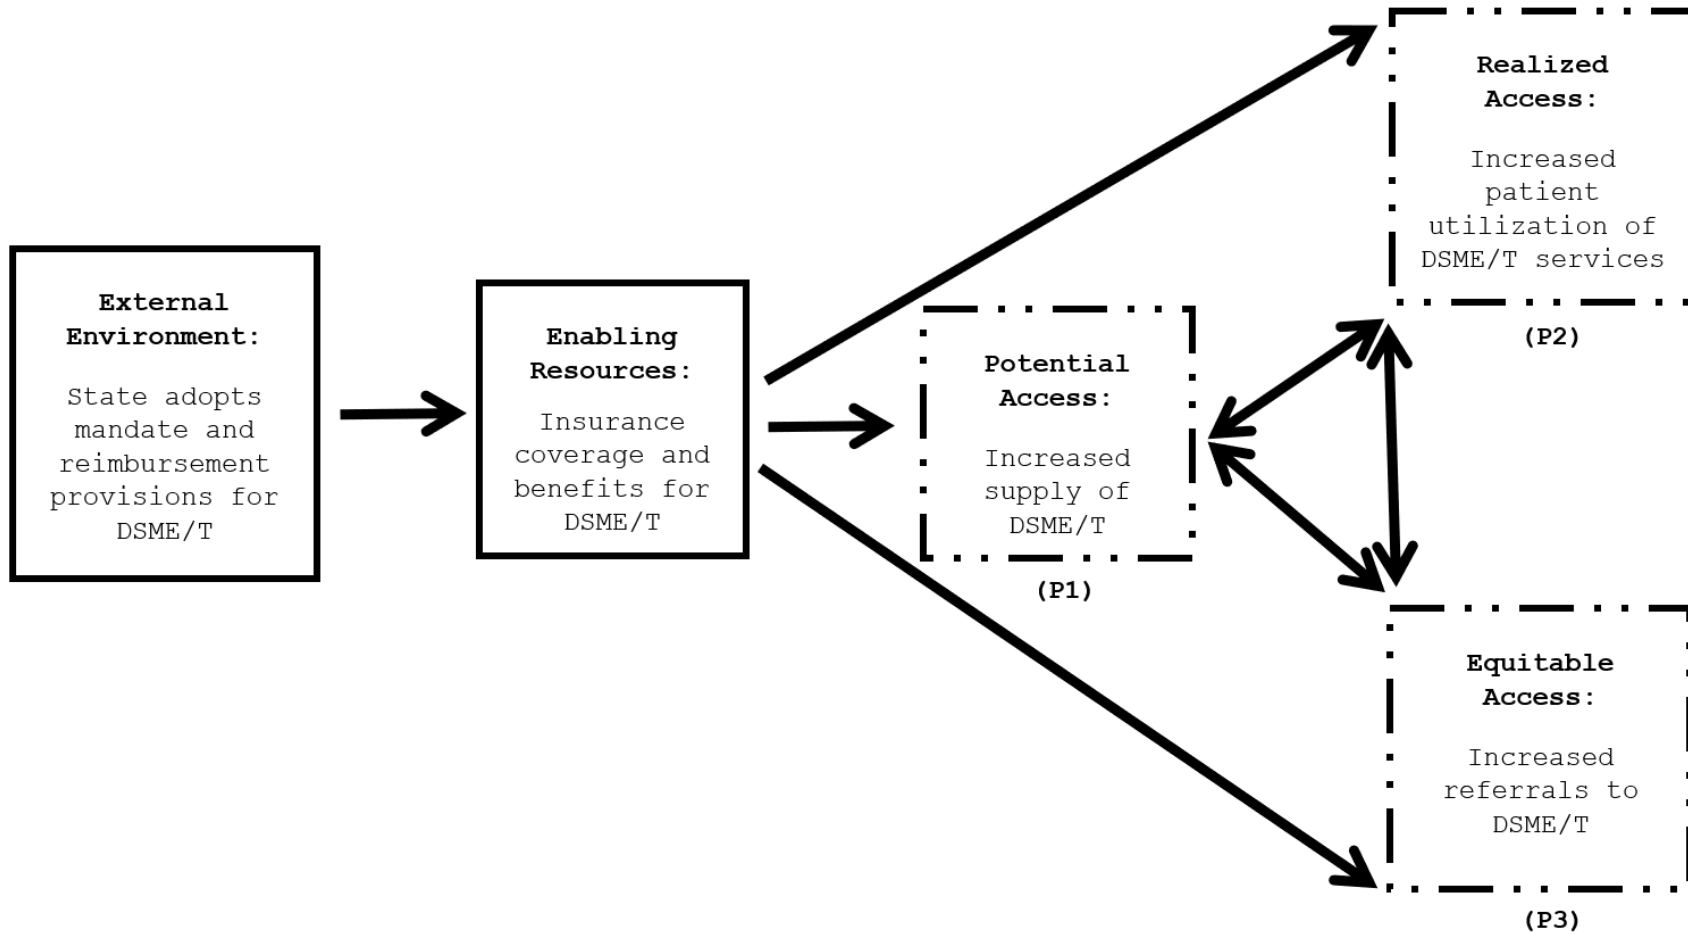 External
Environment:
State adopts
mandate and
reimbursement
provisions for
DSME/T
Enabling
Resources:
Insurance
coverage and
benefits for
DSME/T
Potential
Access:
Increased
supply of
DSME/T
(P1)
Realized
Access:
Increased
patient
utilization of
DSME/T services
(P2)
Equitable
Access:
Increased
referrals to
DSME/T
(P3)